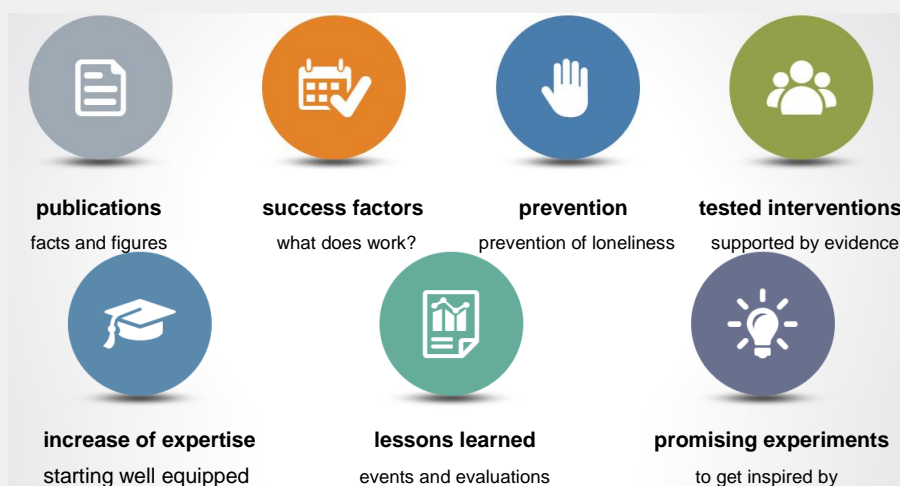 publications
success factors
prevention
tested interventions
facts and figures
what does work?
prevention of loneliness
supported by evidence
increase of expertise
lessons learned
promising experiments
starting well equipped
events and evaluations
to get inspired by